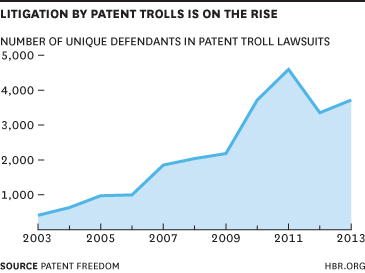 LITIGATION BY PATENT TROLLS IS ON THE RISE
NUMBER OF UNIQUE DEFENDANTS IN PATENT TROLL LAWSUITS
5,000
4,000
3,000
2,000
1,000
2003 2005 2007 2009 2011 2013
SOURCE PATENT FREEDOM HBR.ORG